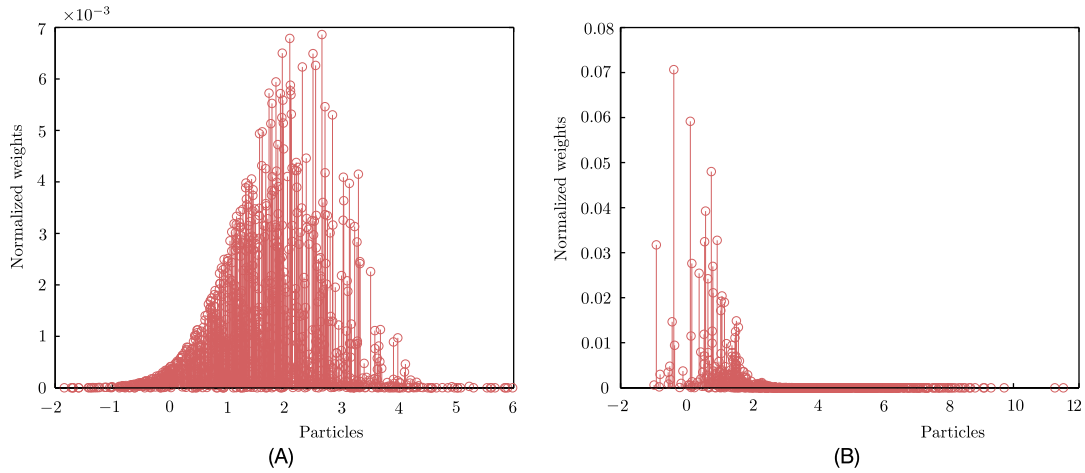 ×10⁻³
7
6
5
4
3
2
1
0
Normalized weights
−2 −1 0 1 2 3 4 5 6
Particles
(A)
0.08
0.07
0.06
0.05
0.04
0.03
0.02
0.01
0
Normalized weights
−2 0 2 4 6 8 10 12
Particles
(B)